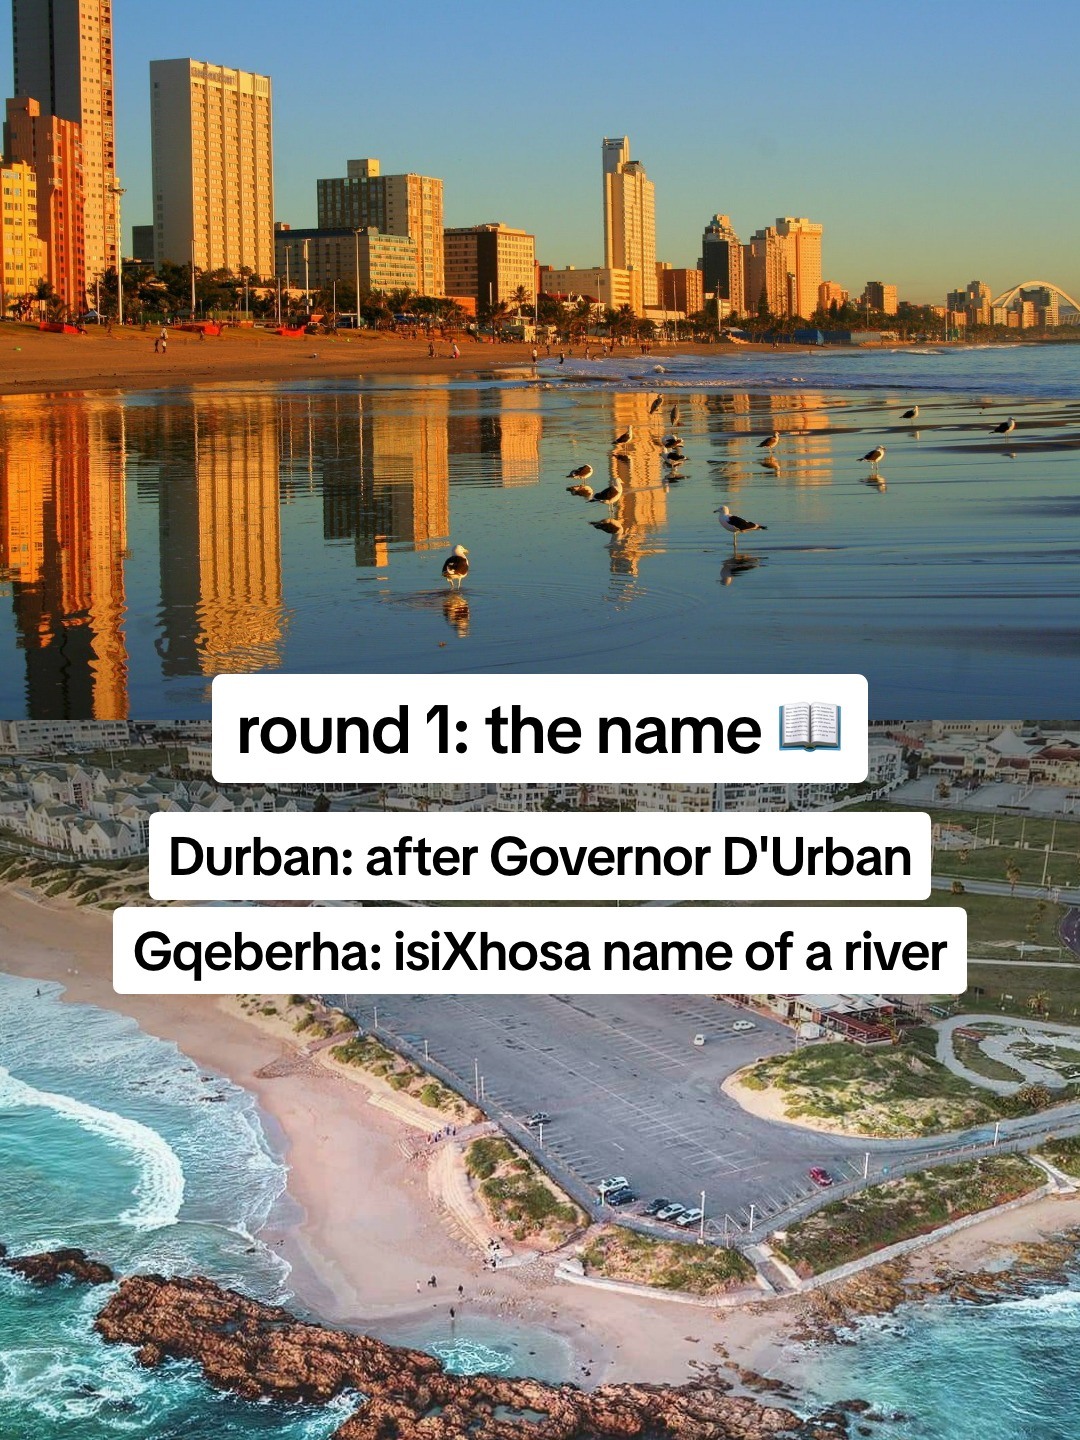 round 1: the name 📖
Durban: after Governor D'Urban
Gqeberha: isiXhosa name of a river